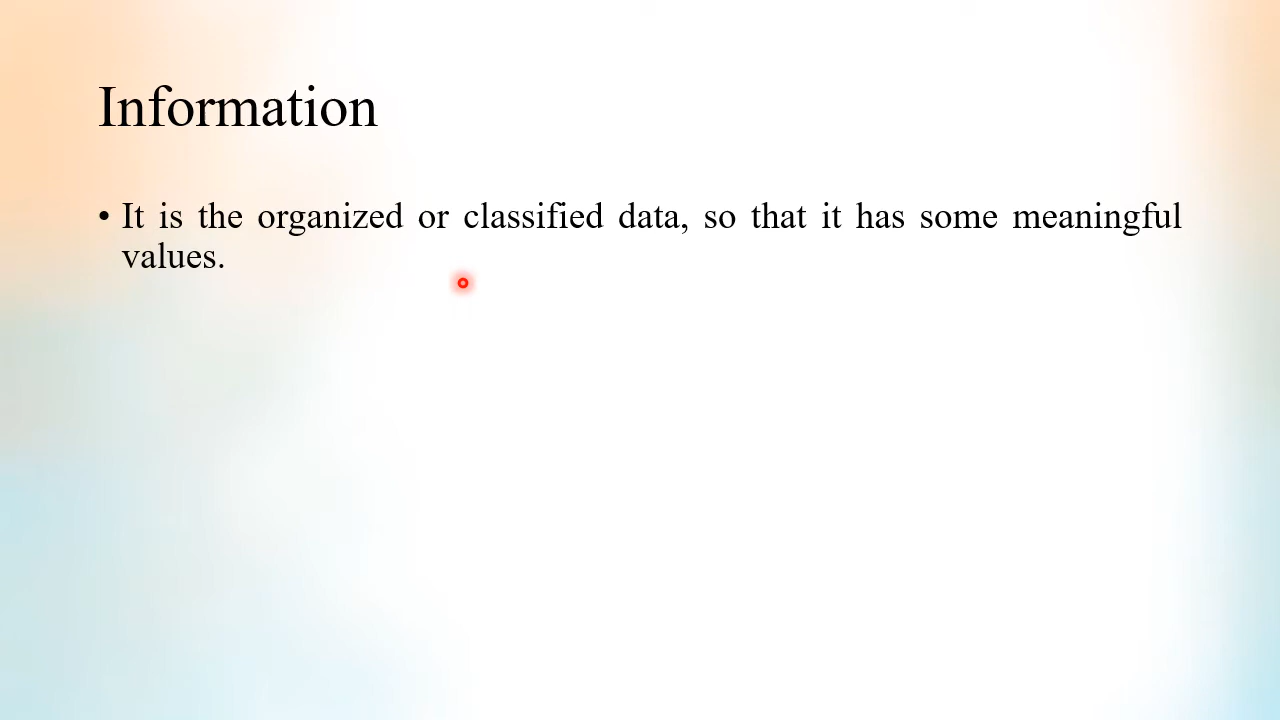 Information
• It is the organized or classified data, so that it has some meaningful
values.